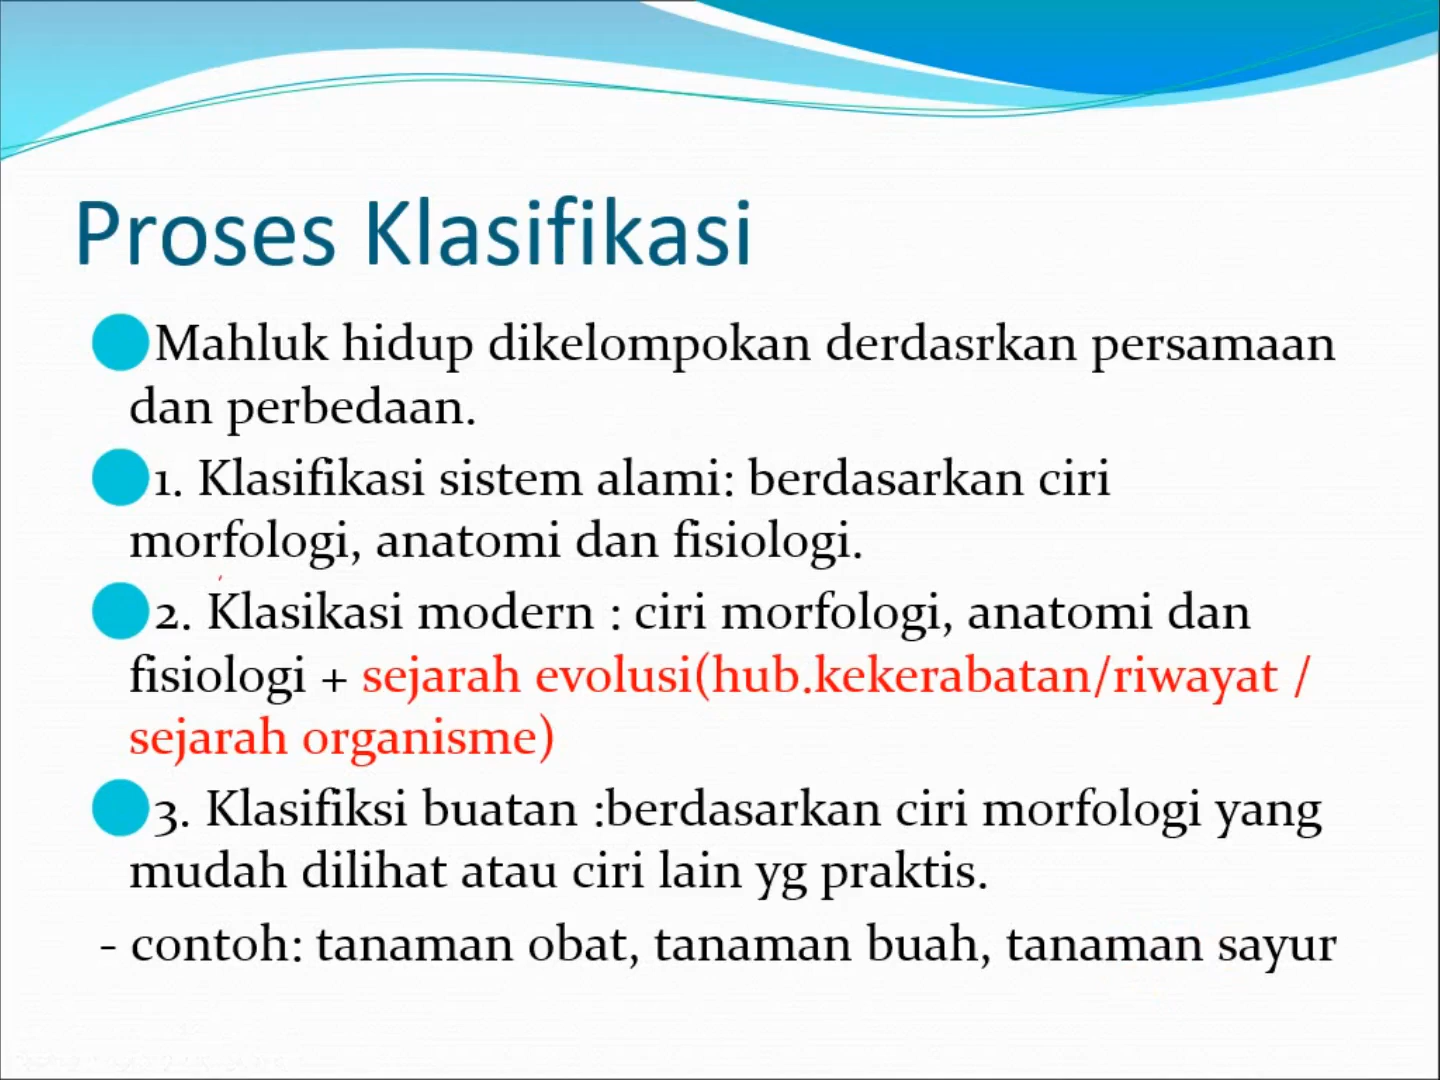 Proses Klasifikasi
Mahluk hidup dikelompokan derdasrkan persamaan
dan perbedaan.
1. Klasifikasi sistem alami: berdasarkan ciri
morfologi, anatomi dan fisiologi.
2. Klasikasi modern : ciri morfologi, anatomi dan
fisiologi + sejarah evolusi(hub.kekerabatan/riwayat /
sejarah organisme)
3. Klasifiksi buatan :berdasarkan ciri morfologi yang
mudah dilihat atau ciri lain yg praktis.
- contoh: tanaman obat, tanaman buah, tanaman sayur